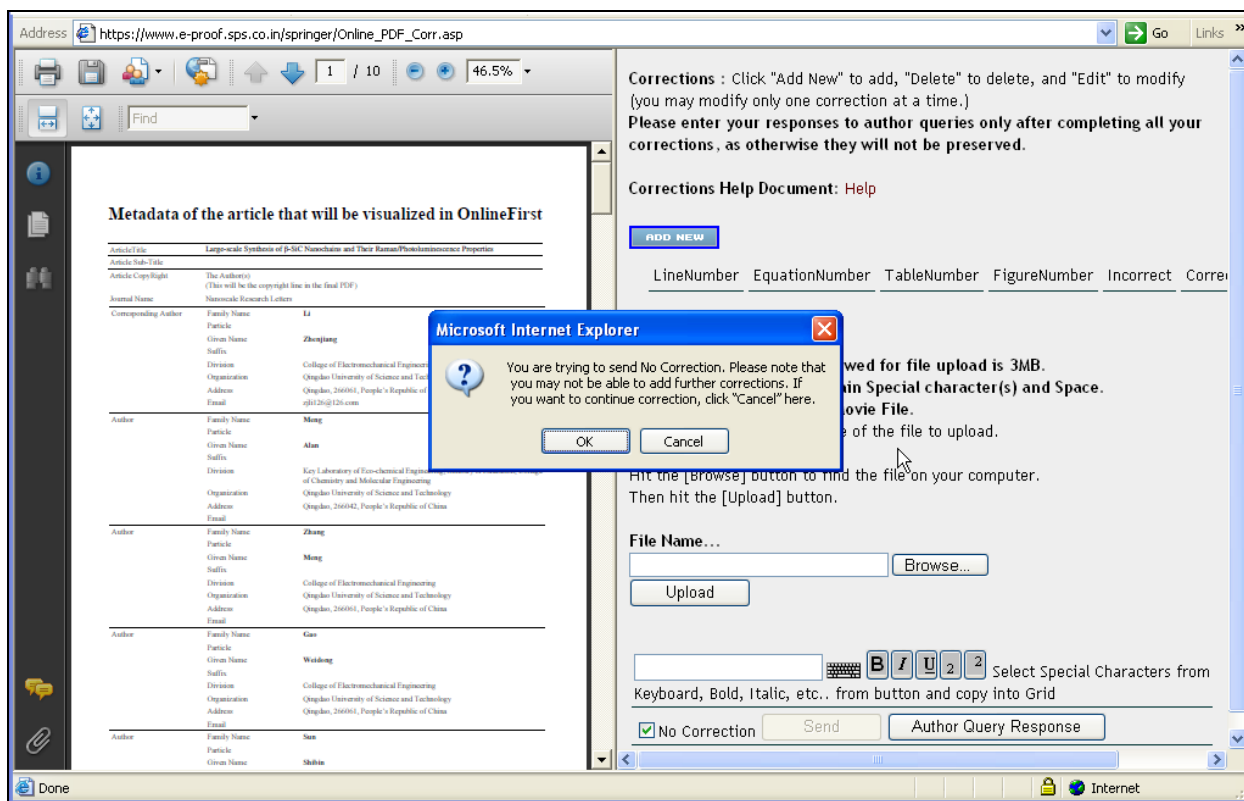 Address https://www.e-proof.sps.co.in/springer/Online_PDF_Corr.asp Go Links »
1 / 10 46.5%
Find
Metadata of the article that will be visualized in OnlineFirst
ArticleTitle Large-scale Synthesis of β-SiC Nanochains and Their Raman/Photoluminescence Properties
Article Sub-Title
Article CopyRight The Author(s)
(This will be the copyright line in the final PDF)
Journal Name Nanoscale Research Letters
Corresponding Author Family Name Li
Particle
Given Name Zhenjiang
Suffix
Division College of Electromechanical Engineeri
Organization Qingdao University of Science and Tech
Address Qingdao, 266061, People's Republic of
Email zjli126@126.com
Author Family Name Meng
Particle
Given Name Alan
Suffix
Division Key Laboratory of Eco-chemical Engineering,
of Chemistry and Molecular Engineering
Organization Qingdao University of Science and Technology
Address Qingdao, 266042, People's Republic of China
Email
Author Family Name Zhang
Particle
Given Name Meng
Suffix
Division College of Electromechanical Engineering
Organization Qingdao University of Science and Technology
Address Qingdao, 266061, People's Republic of China
Email
Author Family Name Gao
Particle
Given Name Weidong
Suffix
Division College of Electromechanical Engineering
Organization Qingdao University of Science and Technology
Address Qingdao, 266061, People's Republic of China
Email
Author Family Name Sun
Particle
Given Name Shibin
Corrections : Click "Add New" to add, "Delete" to delete, and "Edit" to modify
(you may modify only one correction at a time.)
Please enter your responses to author queries only after completing all your
corrections, as otherwise they will not be preserved.
Corrections Help Document: Help
ADD NEW
LineNumber EquationNumber TableNumber FigureNumber Incorrect Corre
Microsoft Internet Explorer
You are trying to send No Correction. Please note that
you may not be able to add further corrections. If
you want to continue correction, click "Cancel" here.
OK Cancel
wed for file upload is 3MB.
in Special character(s) and Space.
ovie File.
e of the file to upload.
Hit the [Browse] button to find the file on your computer.
Then hit the [Upload] button.
File Name...
Browse...
Upload
B I U 2 2 Select Special Characters from
Keyboard, Bold, Italic, etc.. from button and copy into Grid
No Correction Send Author Query Response
Done Internet